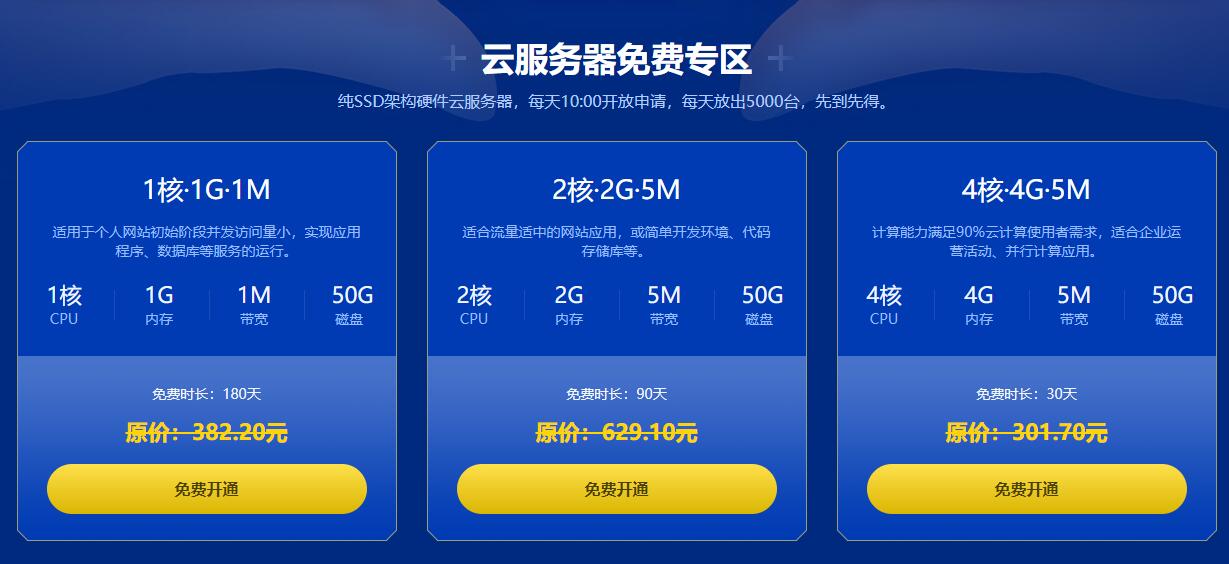 云服务器免费专区
纯SSD架构硬件云服务器，每天10:00开放申请，每天放出5000台，先到先得。
1核·1G·1M
适用于个人网站初始阶段并发访问量小，实现应用
程序、数据库等服务的运行。
1核 1G 1M 50G
CPU 内存 带宽 磁盘
免费时长：180天
原价：382.20元
免费开通
2核·2G·5M
适合流量适中的网站应用，或简单开发环境、代码
存储库等。
2核 2G 5M 50G
CPU 内存 带宽 磁盘
免费时长：90天
原价：629.10元
免费开通
4核·4G·5M
计算能力满足90%云计算使用者需求，适合企业运
营活动、并行计算应用。
4核 4G 5M 50G
CPU 内存 带宽 磁盘
免费时长：30天
原价：301.70元
免费开通